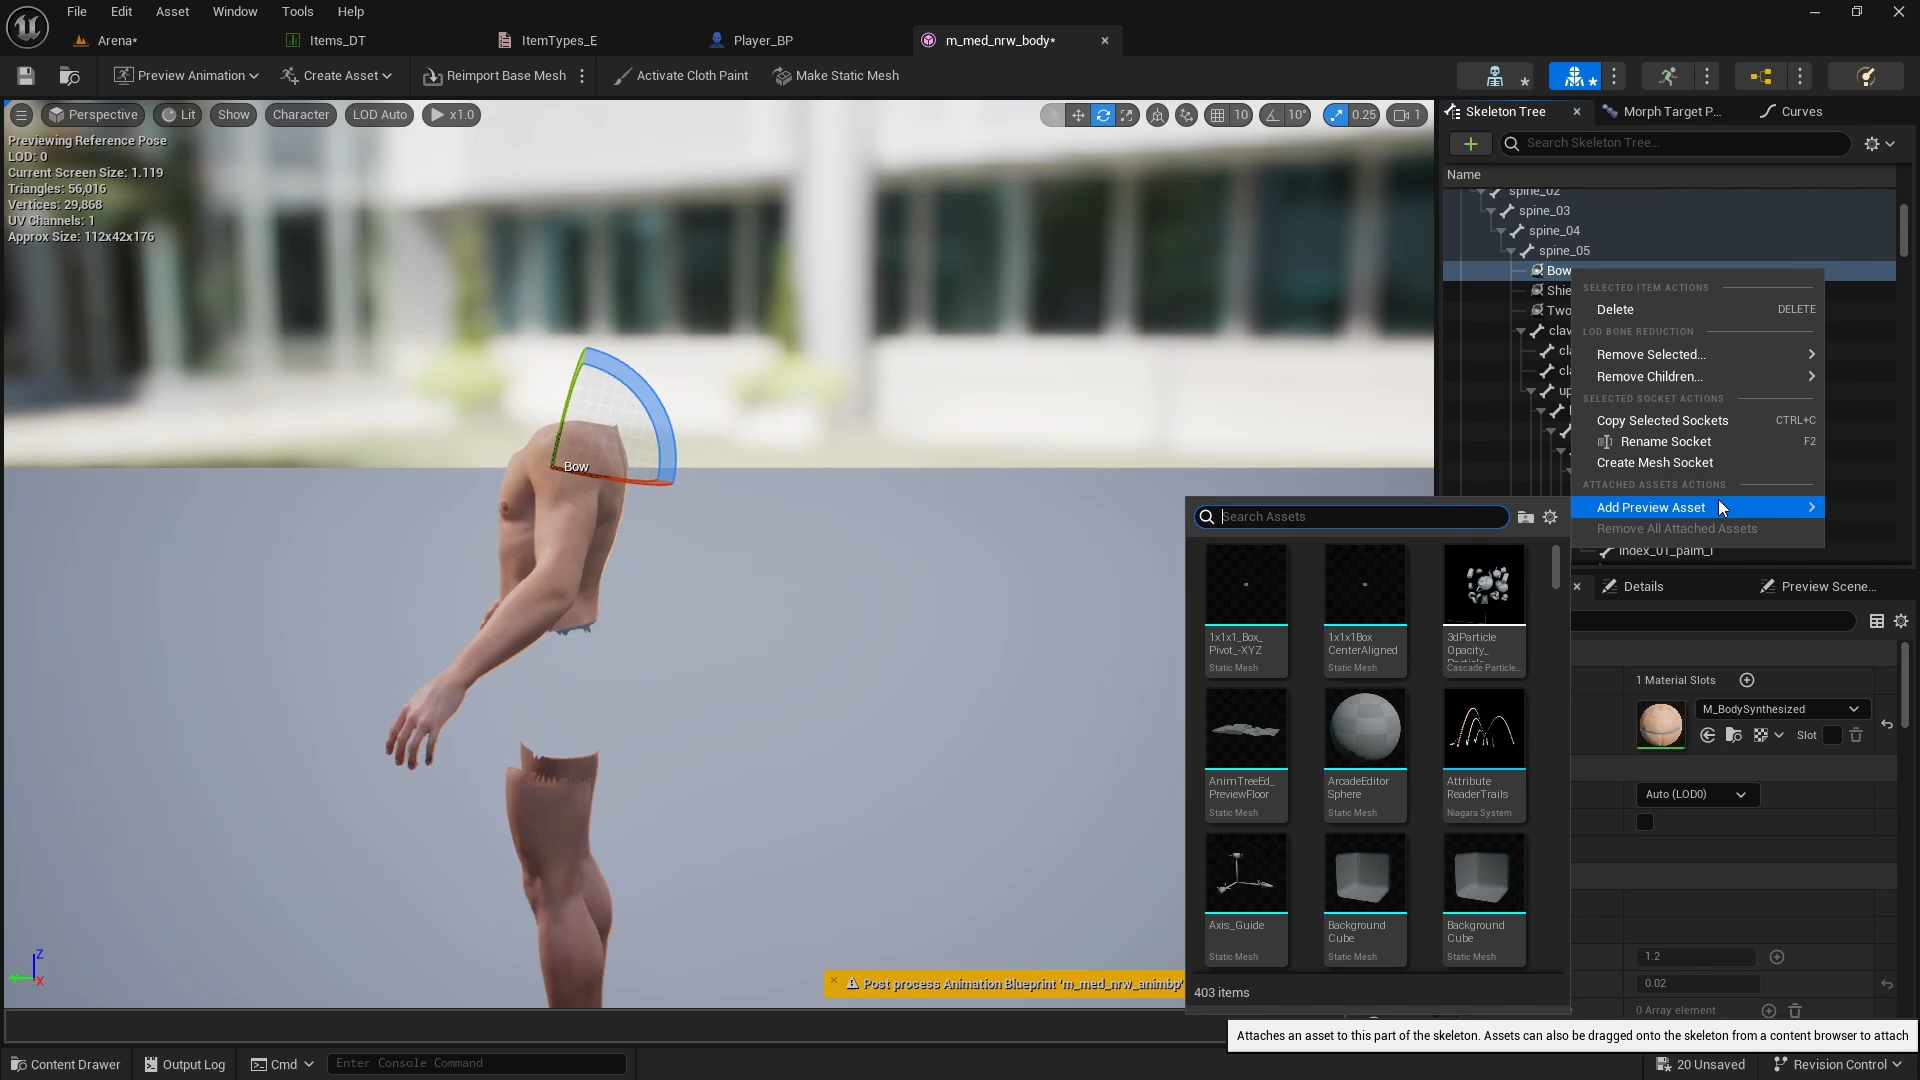 File Edit Asset Window Tools Help
Arena* Items_DT ItemTypes_E Player_BP m_med_nrw_body*
Preview Animation Create Asset Reimport Base Mesh Activate Cloth Paint Make Static Mesh
Perspective Lit Show Character LOD Auto x1.0 10 10° 0.25 1
Previewing Reference Pose
LOD: 0
Current Screen Size: 1.119
Triangles: 56,016
Vertices: 29,868
UV Channels: 1
Approx Size: 112x42x176
Bow
Z
X
Post process Animation Blueprint 'm_med_nrw_animbp'
Skeleton Tree Morph Target P... Curves
Search Skeleton Tree...
Name
spine_02
spine_03
spine_04
spine_05
Bow
Shie
Two
clav
cla
cla
up
index_01_palm_l
SELECTED ITEM ACTIONS
Delete DELETE
LOD BONE REDUCTION
Remove Selected...
Remove Children...
SELECTED SOCKET ACTIONS
Copy Selected Sockets CTRL+C
Rename Socket F2
Create Mesh Socket
ATTACHED ASSETS ACTIONS
Add Preview Asset
Remove All Attached Assets
Search Assets
1x1x1_Box_
Pivot_-XYZ
Static Mesh
1x1x1Box
CenterAligned
Static Mesh
3dParticle
Opacity_
Cascade Particle...
AnimTreeEd_
PreviewFloor
Static Mesh
ArcadeEditor
Sphere
Static Mesh
Attribute
ReaderTrails
Niagara System
Axis_Guide
Static Mesh
Background
Cube
Static Mesh
Background
Cube
Static Mesh
403 items
Details Preview Scene...
1 Material Slots
M_BodySynthesized
Slot
Auto (LOD0)
1.2
0.02
0 Array element
Attaches an asset to this part of the skeleton. Assets can also be dragged onto the skeleton from a content browser to attach
Content Drawer Output Log Cmd Enter Console Command 20 Unsaved Revision Control